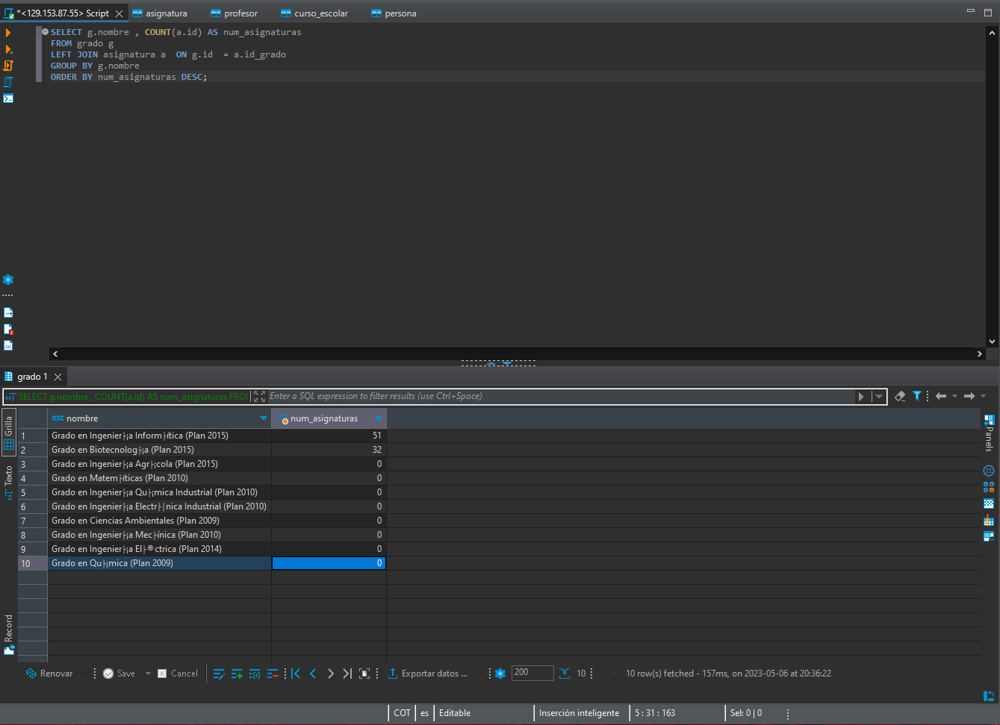 *<129.153.87.55> Script
asignatura
profesor
curso_escolar
persona
SELECT g.nombre , COUNT(a.id) AS num_asignaturas
FROM grado g
LEFT JOIN asignatura a  ON g.id  = a.id_grado
GROUP BY g.nombre
ORDER BY num_asignaturas DESC;
grado 1
SELECT g.nombre , COUNT(a.id) AS num_asignaturas FROI
Enter a SQL expression to filter results (use Ctrl+Space)
Grilla
Texto
Record
Panels
ABC nombre
123 num_asignaturas
1 Grado en Ingenier├¡a Inform├ítica (Plan 2015) 51
2 Grado en Biotecnolog├¡a (Plan 2015) 32
3 Grado en Ingenier├¡a Agr├¡cola (Plan 2015) 0
4 Grado en Matem├íticas (Plan 2010) 0
5 Grado en Ingenier├¡a Qu├¡mica Industrial (Plan 2010) 0
6 Grado en Ingenier├¡a Electr├│nica Industrial (Plan 2010) 0
7 Grado en Ciencias Ambientales (Plan 2009) 0
8 Grado en Ingenier├¡a Mec├ínica (Plan 2010) 0
9 Grado en Ingenier├¡a El├®ctrica (Plan 2014) 0
10 Grado en Qu├¡mica (Plan 2009) 0
Renovar
Save
Cancel
Exportar datos ...
200
10
10 row(s) fetched - 157ms, on 2023-05-06 at 20:36:22
COT
es
Editable
Inserción inteligente
5 : 31 : 163
Sel: 0 | 0